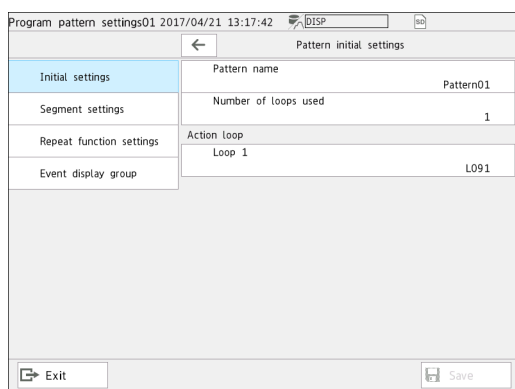 Program pattern settings01 2017/04/21 13:17:42 DISP SD
← Pattern initial settings
Initial settings
Segment settings
Repeat function settings
Event display group
Pattern name
Pattern01
Number of loops used
1
Action loop
Loop 1
L091
Exit
Save